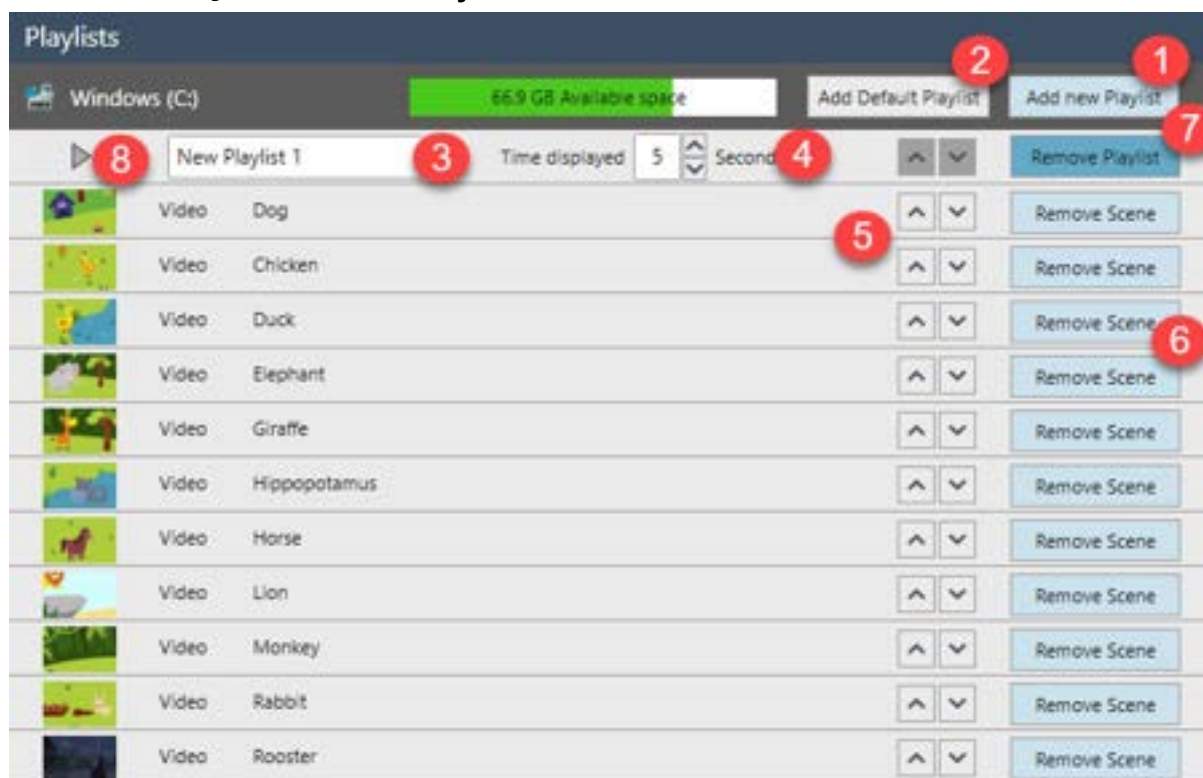 Playlists
Windows (C:) 66.9 GB Available space Add Default Playlist 2 Add new Playlist 1
8 New Playlist 1 3 Time displayed 5 Second 4 Remove Playlist 7
Video Dog Remove Scene
5
Video Chicken Remove Scene
Video Duck Remove Scene
6
Video Elephant Remove Scene
Video Giraffe Remove Scene
Video Hippopotamus Remove Scene
Video Horse Remove Scene
Video Lion Remove Scene
Video Monkey Remove Scene
Video Rabbit Remove Scene
Video Rooster Remove Scene